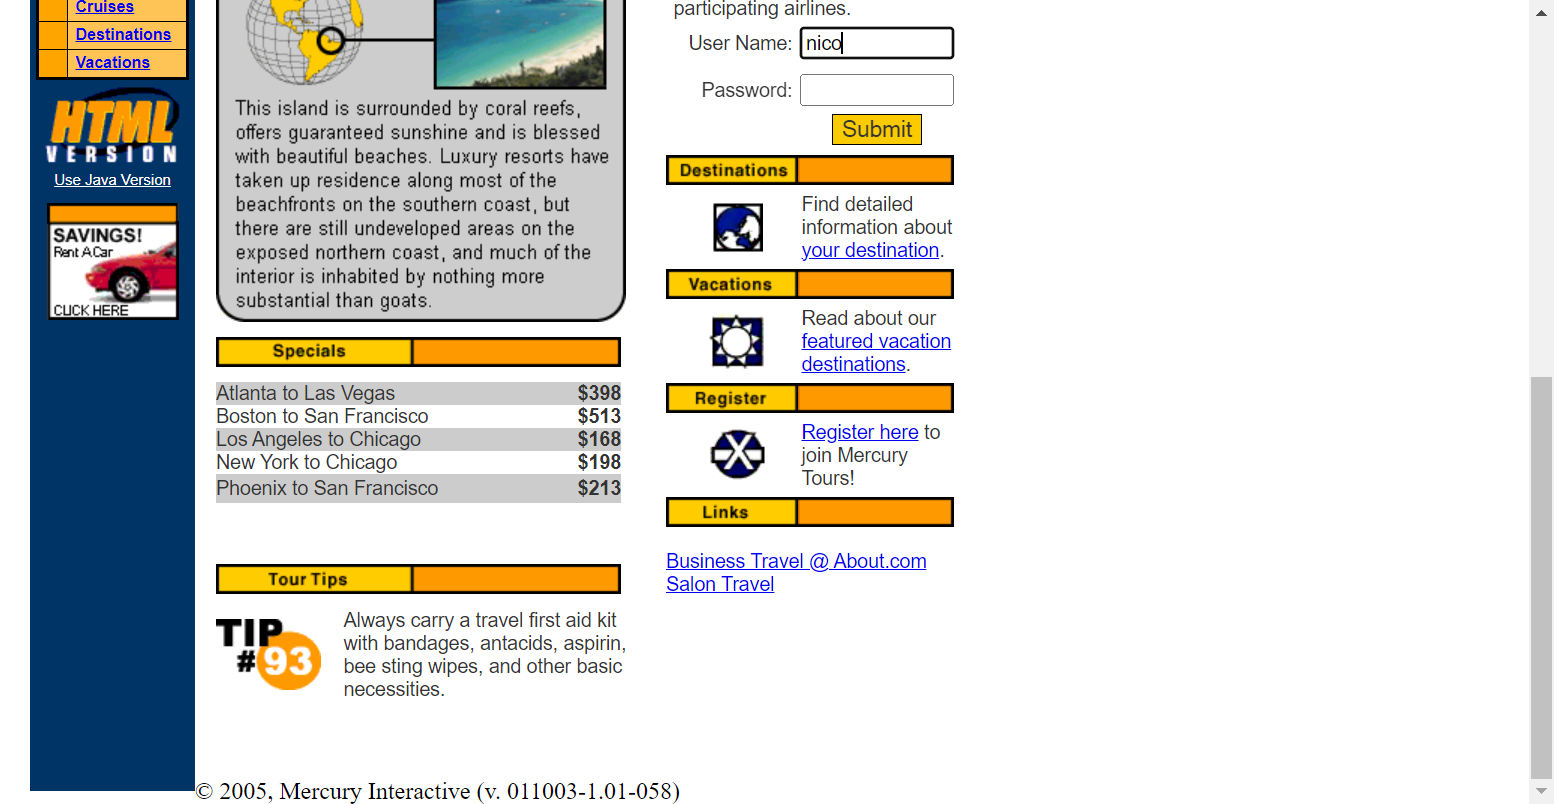 Cruises
Destinations
Vacations
HTML
VERSION
Use Java Version
SAVINGS!
Rent A Car
CLICK HERE
This island is surrounded by coral reefs,
offers guaranteed sunshine and is blessed
with beautiful beaches. Luxury resorts have
taken up residence along most of the
beachfronts on the southern coast, but
there are still undeveloped areas on the
exposed northern coast, and much of the
interior is inhabited by nothing more
substantial than goats.
Specials
Atlanta to Las Vegas $398
Boston to San Francisco $513
Los Angeles to Chicago $168
New York to Chicago $198
Phoenix to San Francisco $213
Tour Tips
TIP
#93
Always carry a travel first aid kit
with bandages, antacids, aspirin,
bee sting wipes, and other basic
necessities.
participating airlines.
User Name: nico
Password:
Submit
Destinations
Find detailed
information about
your destination.
Vacations
Read about our
featured vacation
destinations.
Register
Register here to
join Mercury
Tours!
Links
Business Travel @ About.com
Salon Travel
© 2005, Mercury Interactive (v. 011003-1.01-058)